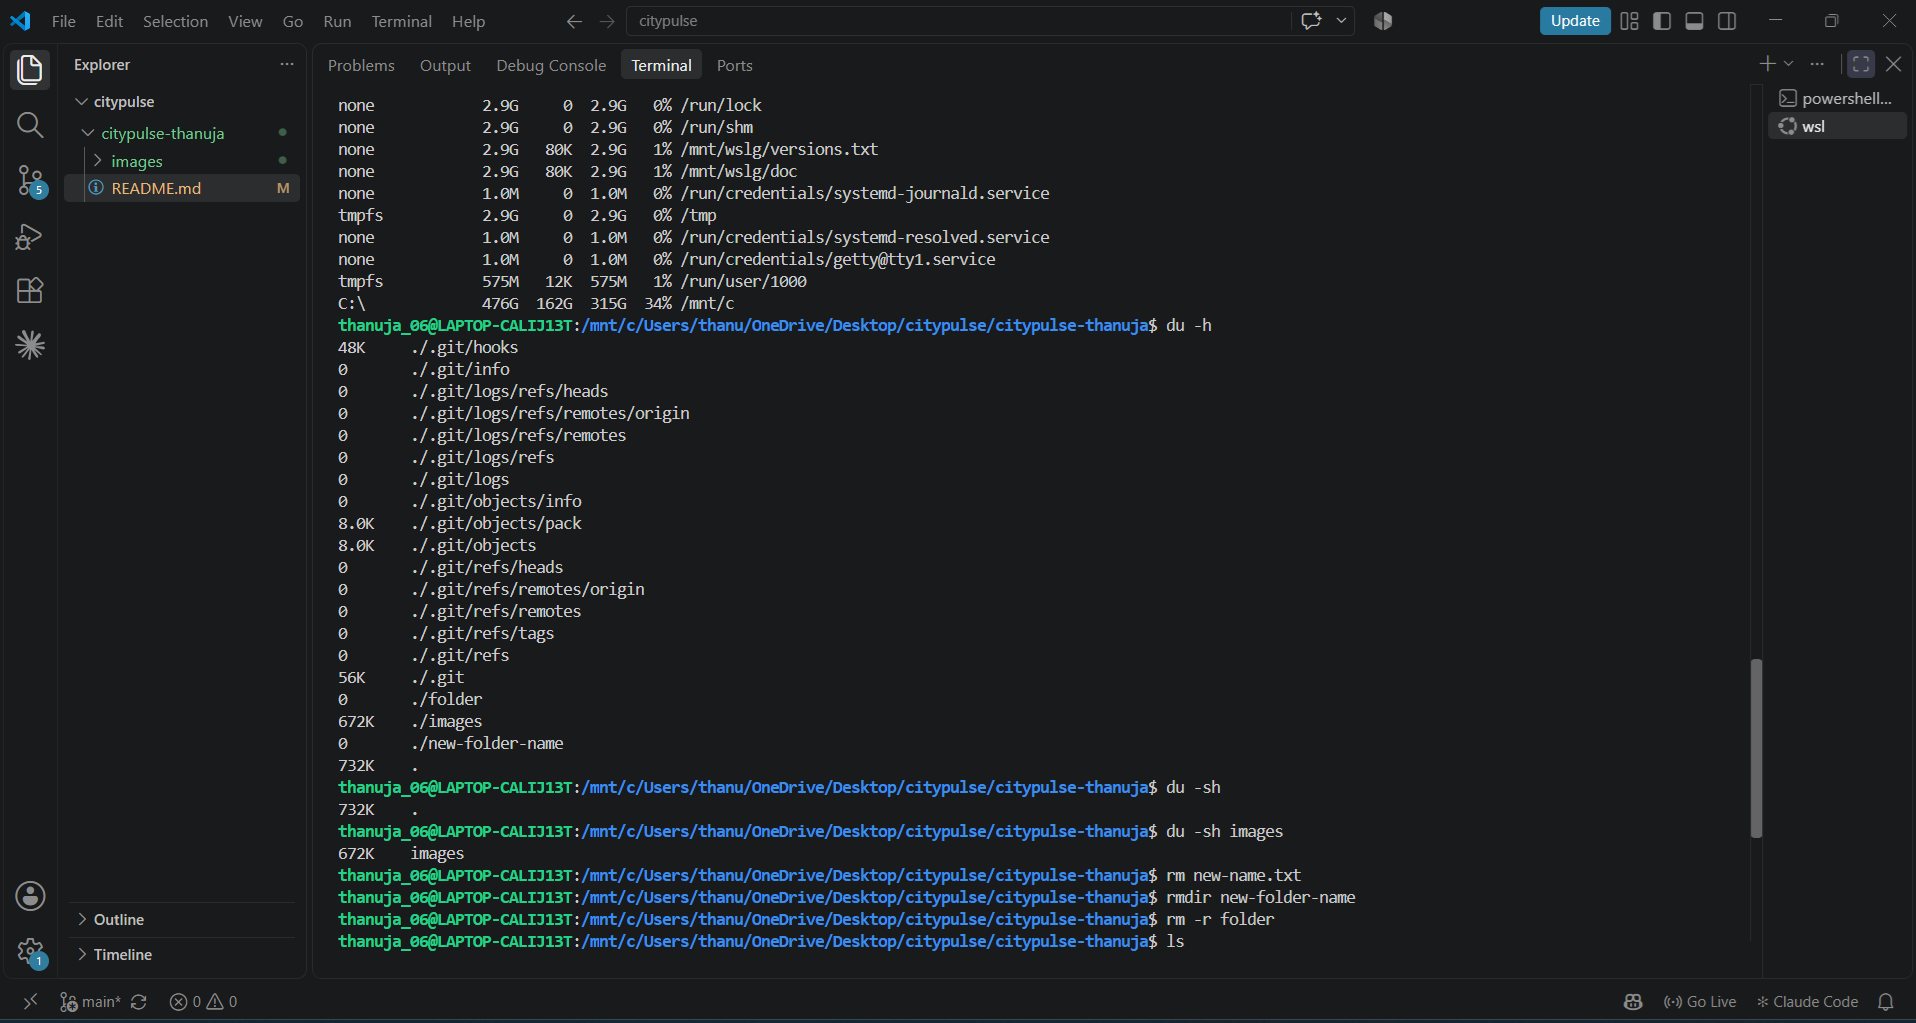 File Edit Selection View Go Run Terminal Help
citypulse
Update
Explorer
Problems Output Debug Console Terminal Ports
citypulse
citypulse-thanuja
images
README.md M
5
powershell...
wsl
none 2.9G 0 2.9G 0% /run/lock
none 2.9G 0 2.9G 0% /run/shm
none 2.9G 80K 2.9G 1% /mnt/wslg/versions.txt
none 2.9G 80K 2.9G 1% /mnt/wslg/doc
none 1.0M 0 1.0M 0% /run/credentials/systemd-journald.service
tmpfs 2.9G 0 2.9G 0% /tmp
none 1.0M 0 1.0M 0% /run/credentials/systemd-resolved.service
none 1.0M 0 1.0M 0% /run/credentials/getty@tty1.service
tmpfs 575M 12K 575M 1% /run/user/1000
C:\ 476G 162G 315G 34% /mnt/c
thanuja_06@LAPTOP-CALIJ13T:/mnt/c/Users/thanu/OneDrive/Desktop/citypulse/citypulse-thanuja$ du -h
48K ./.git/hooks
0 ./.git/info
0 ./.git/logs/refs/heads
0 ./.git/logs/refs/remotes/origin
0 ./.git/logs/refs/remotes
0 ./.git/logs/refs
0 ./.git/logs
0 ./.git/objects/info
8.0K ./.git/objects/pack
8.0K ./.git/objects
0 ./.git/refs/heads
0 ./.git/refs/remotes/origin
0 ./.git/refs/remotes
0 ./.git/refs/tags
0 ./.git/refs
56K ./.git
0 ./folder
672K ./images
0 ./new-folder-name
732K .
thanuja_06@LAPTOP-CALIJ13T:/mnt/c/Users/thanu/OneDrive/Desktop/citypulse/citypulse-thanuja$ du -sh
732K .
thanuja_06@LAPTOP-CALIJ13T:/mnt/c/Users/thanu/OneDrive/Desktop/citypulse/citypulse-thanuja$ du -sh images
672K images
thanuja_06@LAPTOP-CALIJ13T:/mnt/c/Users/thanu/OneDrive/Desktop/citypulse/citypulse-thanuja$ rm new-name.txt
thanuja_06@LAPTOP-CALIJ13T:/mnt/c/Users/thanu/OneDrive/Desktop/citypulse/citypulse-thanuja$ rmdir new-folder-name
thanuja_06@LAPTOP-CALIJ13T:/mnt/c/Users/thanu/OneDrive/Desktop/citypulse/citypulse-thanuja$ rm -r folder
thanuja_06@LAPTOP-CALIJ13T:/mnt/c/Users/thanu/OneDrive/Desktop/citypulse/citypulse-thanuja$ ls
Outline
Timeline
1
main* 0 0
Go Live Claude Code